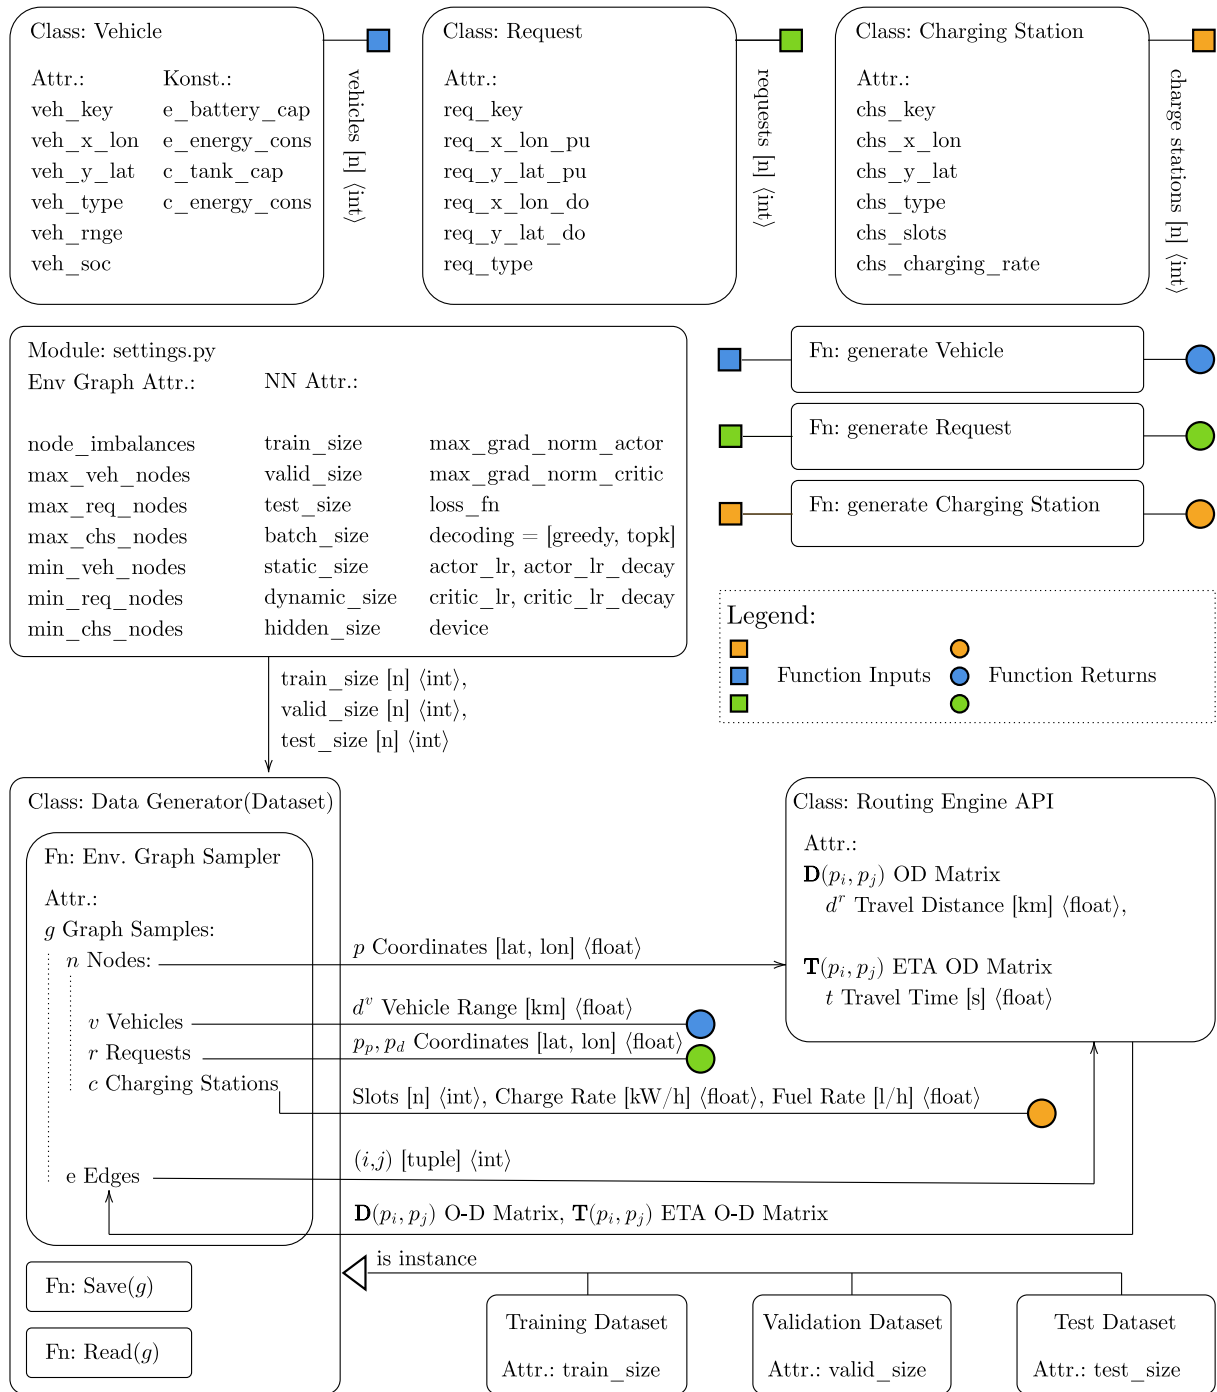 Class: Vehicle
Attr.: Konst.:
veh_key e_battery_cap
veh_x_lon e_energy_cons
veh_y_lat c_tank_cap
veh_type c_energy_cons
veh_rnge
veh_soc
vehicles [n] ⟨int⟩
Class: Request
Attr.:
req_key
req_x_lon_pu
req_y_lat_pu
req_x_lon_do
req_y_lat_do
req_type
requests [n] ⟨int⟩
Class: Charging Station
Attr.:
chs_key
chs_x_lon
chs_y_lat
chs_type
chs_slots
chs_charging_rate
charge stations [n] ⟨int⟩
Module: settings.py
Env Graph Attr.: NN Attr.:
node_imbalances train_size max_grad_norm_actor
max_veh_nodes valid_size max_grad_norm_critic
max_req_nodes test_size loss_fn
max_chs_nodes batch_size decoding = [greedy, topk]
min_veh_nodes static_size actor_lr, actor_lr_decay
min_req_nodes dynamic_size critic_lr, critic_lr_decay
min_chs_nodes hidden_size device
Fn: generate Vehicle
Fn: generate Request
Fn: generate Charging Station
Legend:
Function Inputs Function Returns
train_size [n] ⟨int⟩,
valid_size [n] ⟨int⟩,
test_size [n] ⟨int⟩
Class: Data Generator(Dataset)
Fn: Env. Graph Sampler
Attr.:
g Graph Samples:
n Nodes:
v Vehicles
r Requests
c Charging Stations
e Edges
p Coordinates [lat, lon] ⟨float⟩
d^v Vehicle Range [km] ⟨float⟩
p_p, p_d Coordinates [lat, lon] ⟨float⟩
Slots [n] ⟨int⟩, Charge Rate [kW/h] ⟨float⟩, Fuel Rate [l/h] ⟨float⟩
(i,j) [tuple] ⟨int⟩
D(p_i, p_j) O-D Matrix, T(p_i, p_j) ETA O-D Matrix
Class: Routing Engine API
Attr.:
D(p_i, p_j) OD Matrix
d^r Travel Distance [km] ⟨float⟩,
T(p_i, p_j) ETA OD Matrix
t Travel Time [s] ⟨float⟩
Fn: Save(g)
Fn: Read(g)
is instance
Training Dataset
Attr.: train_size
Validation Dataset
Attr.: valid_size
Test Dataset
Attr.: test_size